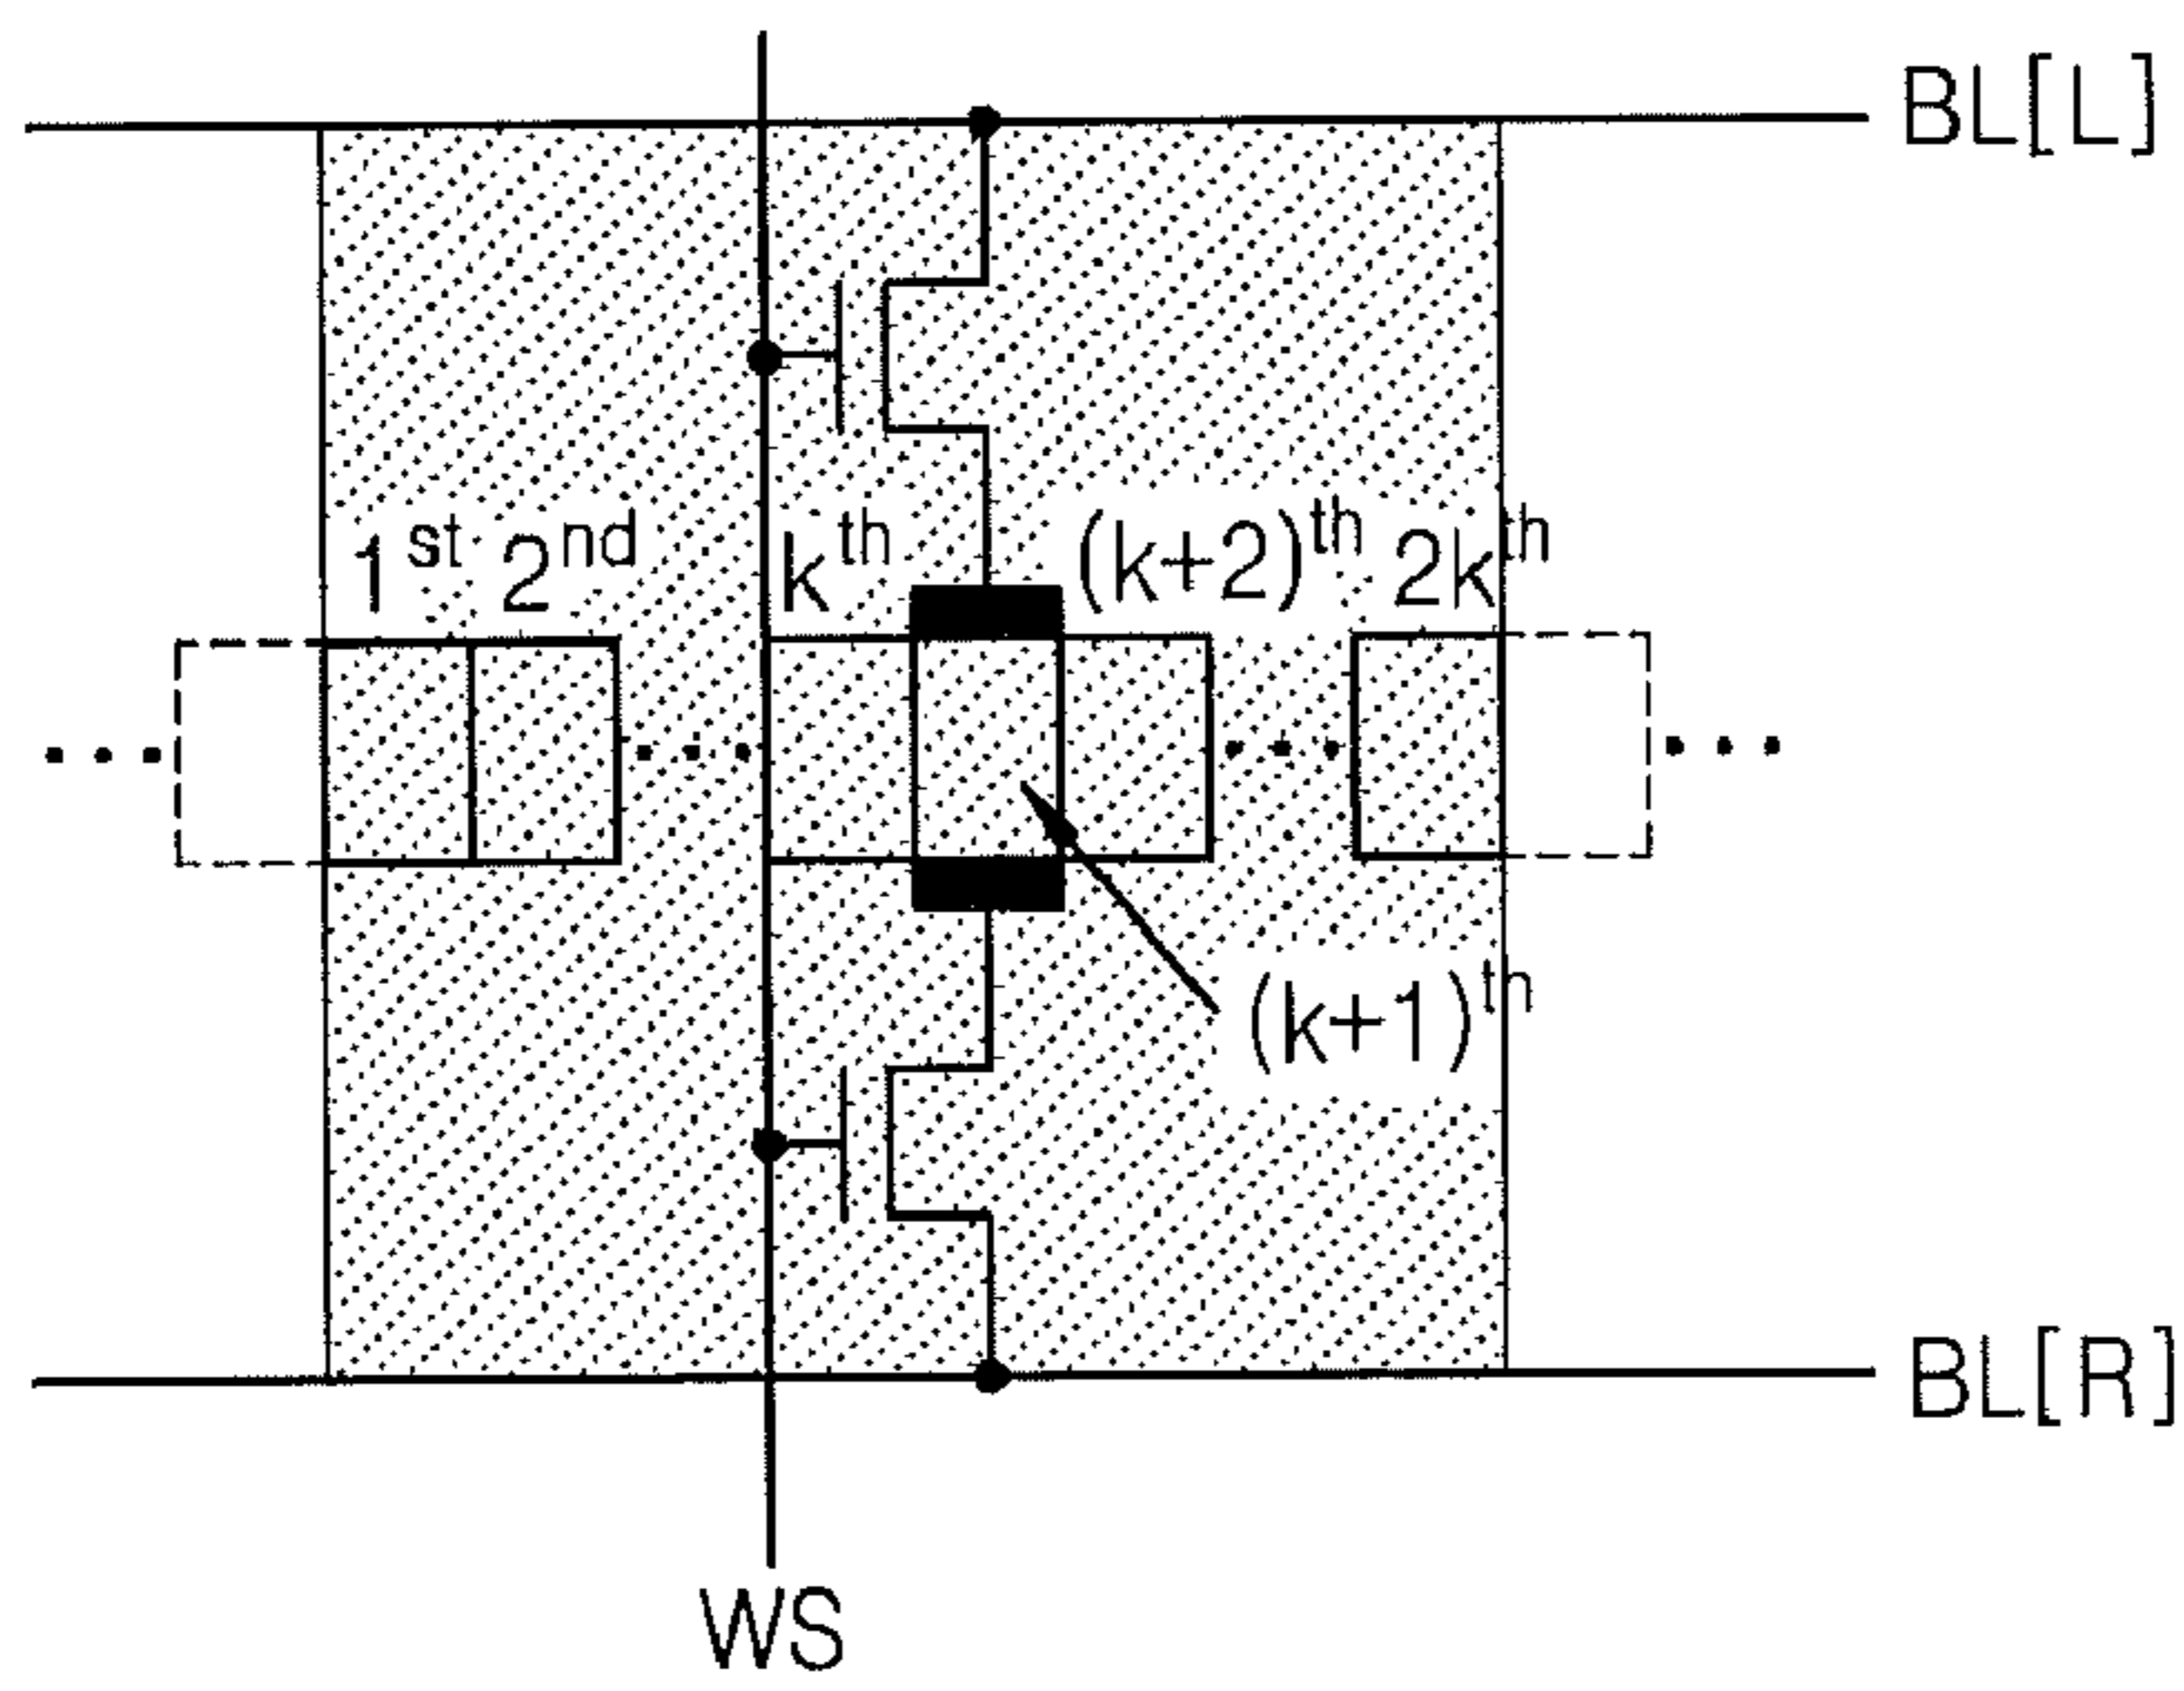 BL[L]
1st 2nd kth (k+2)th 2kth
(k+1)th
BL[R]
WS